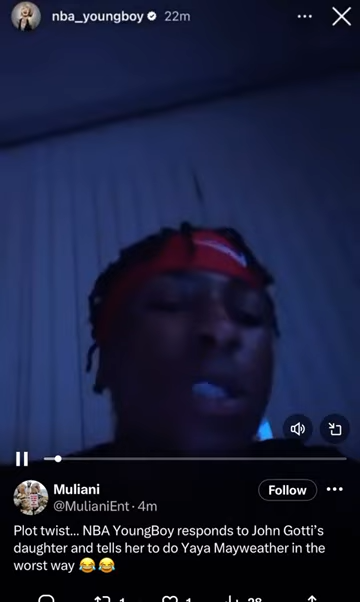 nba_youngboy 22m
Muliani
@MulianiEnt · 4m
Follow
Plot twist... NBA YoungBoy responds to John Gotti's
daughter and tells her to do Yaya Mayweather in the
worst way 😂😂